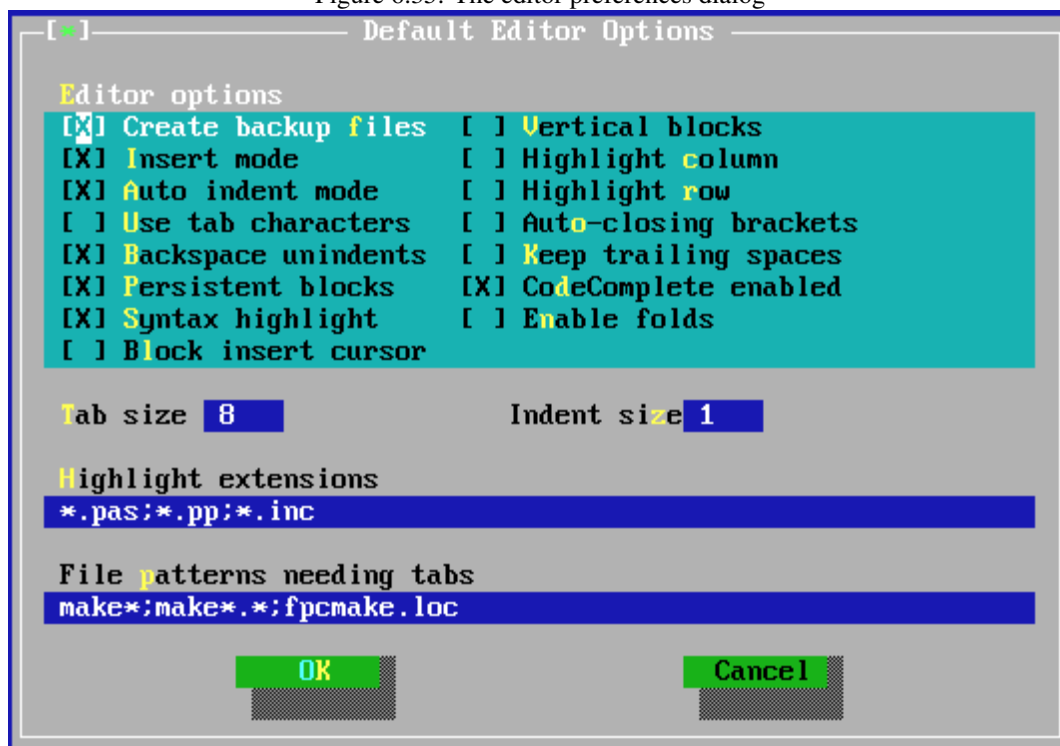 Figure 6.33: The editor preferences dialog
[•] Default Editor Options
Editor options
[X] Create backup files [ ] Vertical blocks
[X] Insert mode [ ] Highlight column
[X] Auto indent mode [ ] Highlight row
[ ] Use tab characters [ ] Auto-closing brackets
[X] Backspace unindents [ ] Keep trailing spaces
[X] Persistent blocks [X] CodeComplete enabled
[X] Syntax highlight [ ] Enable folds
[ ] Block insert cursor
Tab size 8 Indent size 1
Highlight extensions
*.pas;*.pp;*.inc
File patterns needing tabs
make*;make*.*;fpcmake.loc
OK Cancel